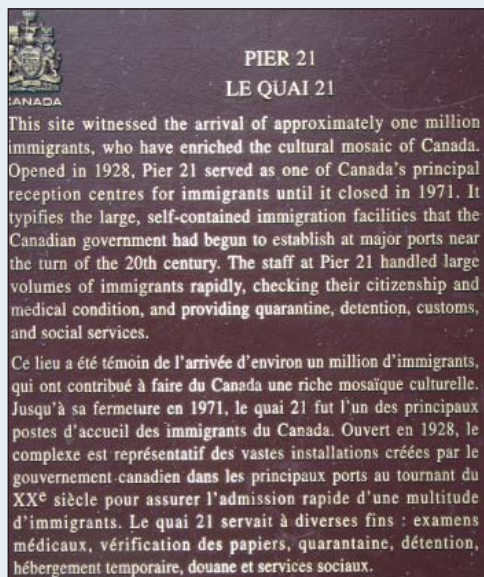 CANADA
PIER 21
LE QUAI 21
This site witnessed the arrival of approximately one million
immigrants, who have enriched the cultural mosaic of Canada.
Opened in 1928, Pier 21 served as one of Canada's principal
reception centres for immigrants until it closed in 1971. It
typifies the large, self-contained immigration facilities that the
Canadian government had begun to establish at major ports near
the turn of the 20th century. The staff at Pier 21 handled large
volumes of immigrants rapidly, checking their citizenship and
medical condition, and providing quarantine, detention, customs,
and social services.
Ce lieu a été témoin de l'arrivée d'environ un million d'immigrants,
qui ont contribué à faire du Canada une riche mosaïque culturelle.
Jusqu'à sa fermeture en 1971, le quai 21 fut l'un des principaux
postes d'accueil des immigrants du Canada. Ouvert en 1928, le
complexe est représentatif des vastes installations créées par le
gouvernement canadien dans les principaux ports au tournant du
XXe siècle pour assurer l'admission rapide d'une multitude
d'immigrants. Le quai 21 servait à diverses fins : examens
médicaux, vérification des papiers, quarantaine, détention,
hébergement temporaire, douane et services sociaux.